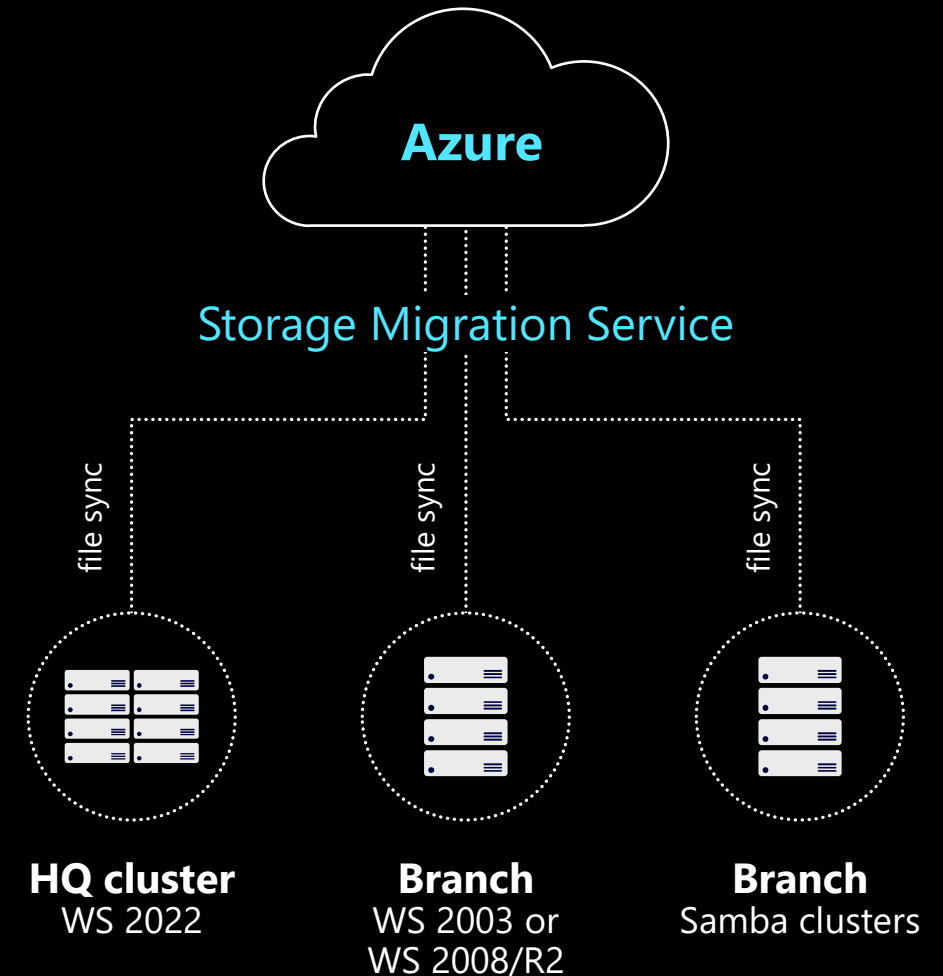 Azure
Storage Migration Service
file sync
file sync
file sync
HQ cluster
WS 2022
Branch
WS 2003 or
WS 2008/R2
Branch
Samba clusters